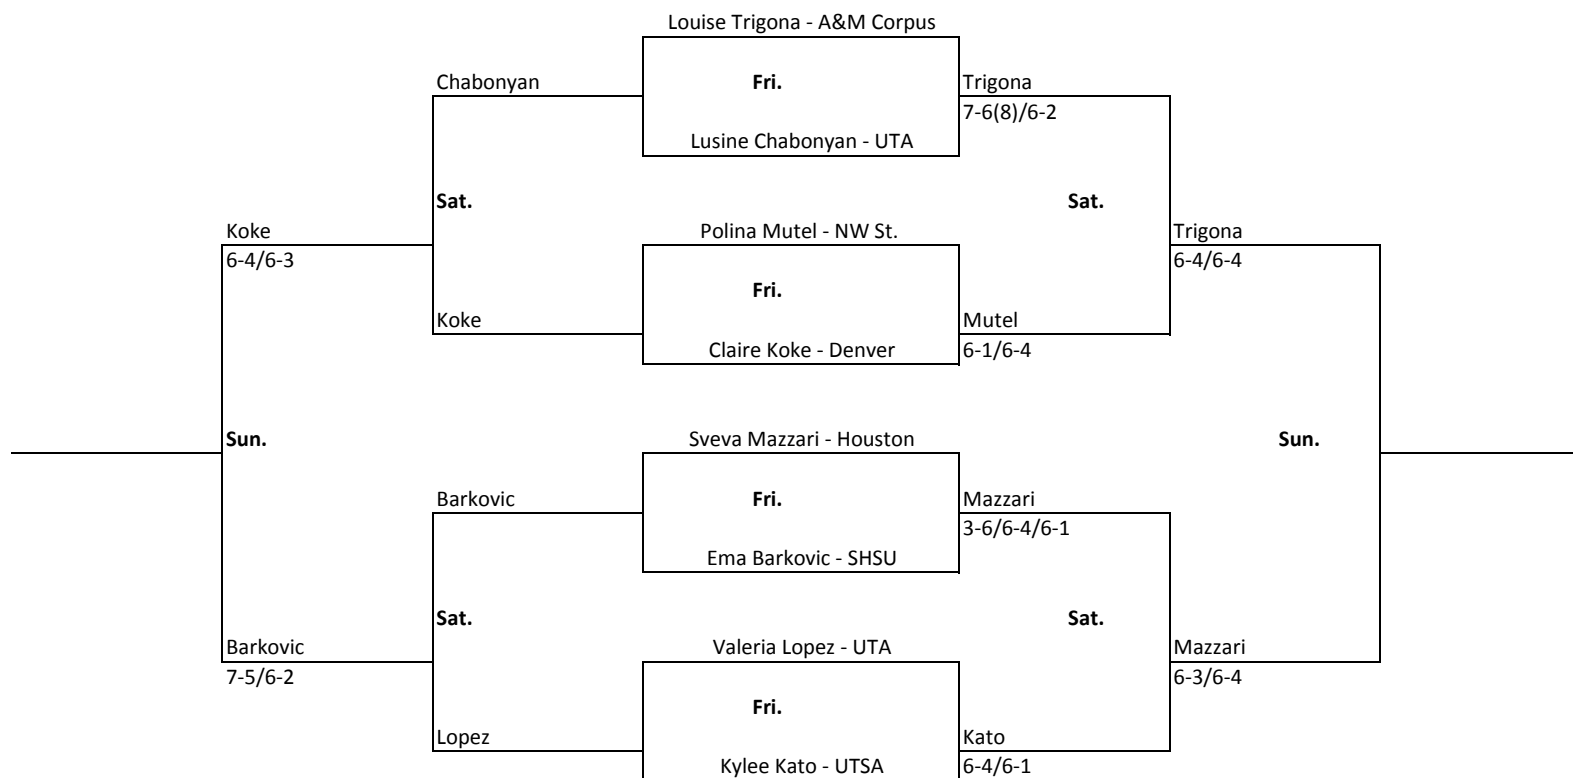 Louise Trigona - A&M Corpus
Chabonyan
Fri.
Trigona
7-6(8)/6-2
Lusine Chabonyan - UTA
Sat.
Sat.
Koke
Polina Mutel - NW St.
Trigona
6-4/6-3
6-4/6-4
Fri.
Koke
Mutel
Claire Koke - Denver
6-1/6-4
Sun.
Sveva Mazzari - Houston
Sun.
Barkovic
Fri.
Mazzari
3-6/6-4/6-1
Ema Barkovic - SHSU
Sat.
Sat.
Barkovic
Valeria Lopez - UTA
Mazzari
7-5/6-2
6-3/6-4
Fri.
Lopez
Kato
Kylee Kato - UTSA
6-4/6-1